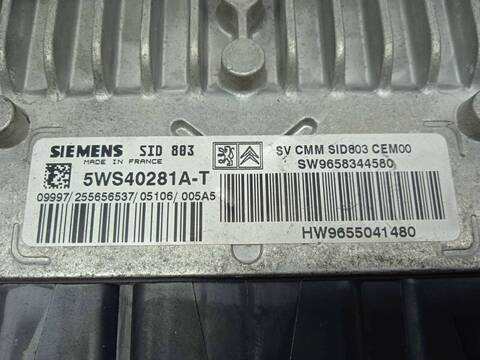 SIEMENS SID 803
MADE IN FRANCE
5WS40281A-T
09997/255656537/05106/005A5
SV CMM SID803 CEM00
SW9658344580
HW9655041480